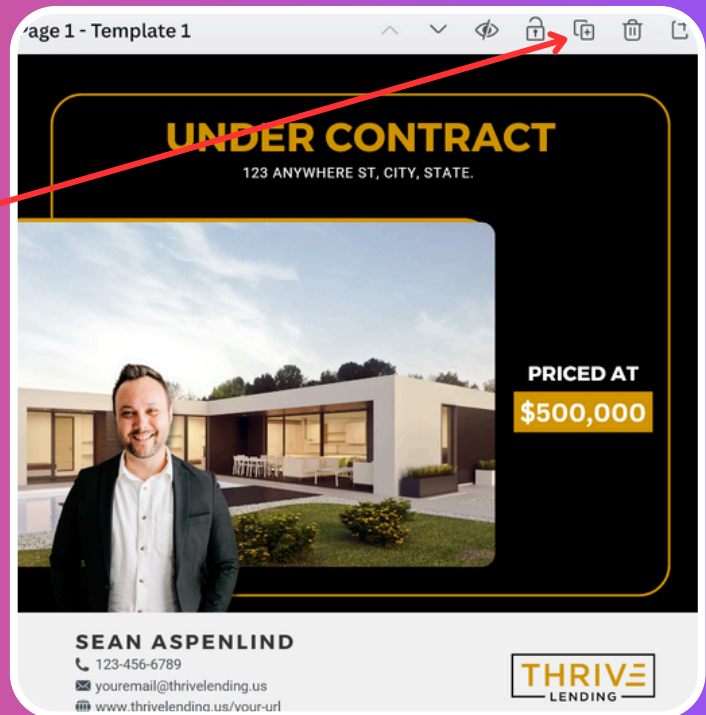 Page 1 - Template 1
UNDER CONTRACT
123 ANYWHERE ST, CITY, STATE.
PRICED AT
$500,000
SEAN ASPENLIND
123-456-6789
youremail@thrivelending.us
www.thrivelending.us/your-url
THRIVE
LENDING